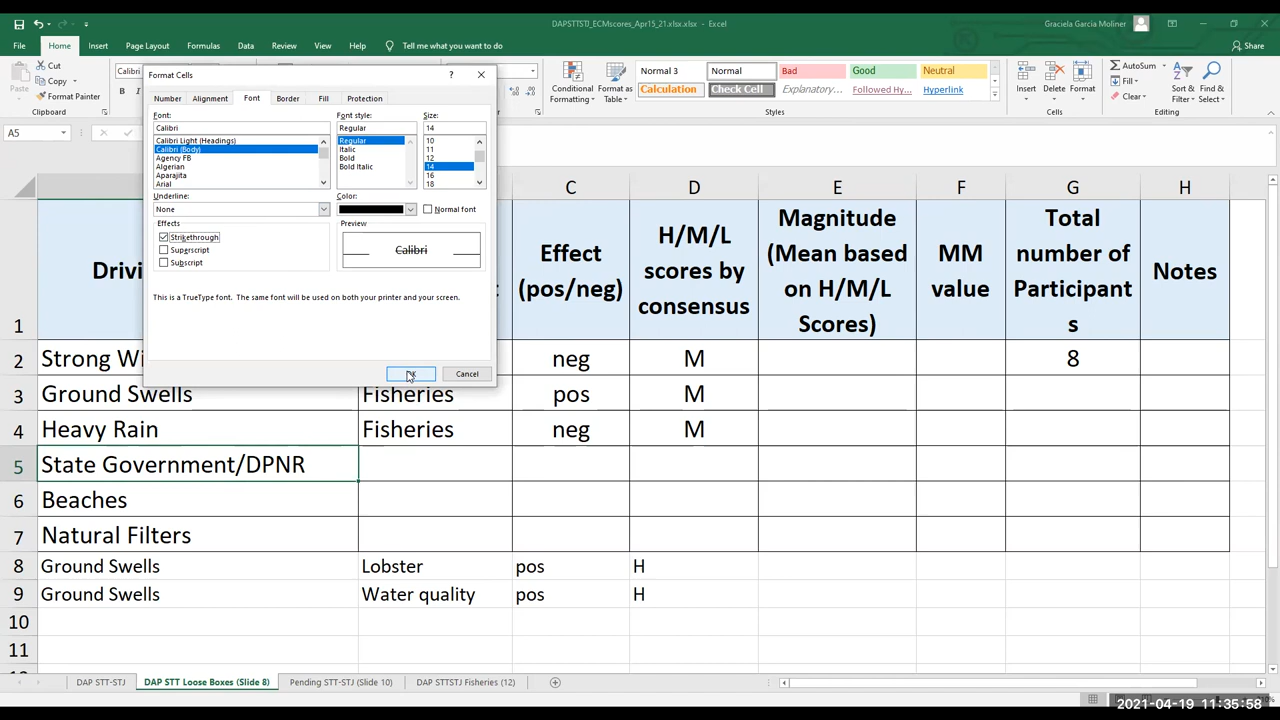 DAPSTTSTJ_ECMscores_Apr15_21.xlsx.xlsx - Excel
Graciela Garcia Moliner
File Home Insert Page Layout Formulas Data Review View Help Tell me what you want to do Share
Paste
Cut
Copy
Format Painter
Clipboard
Calibri
Conditional Formatting
Format as Table
Normal 3 Normal Bad Good Neutral
Calculation Check Cell Explanatory... Followed Hy... Hyperlink
Styles
Insert Delete Format
Cells
AutoSum
Fill
Clear
Sort & Filter
Find & Select
Editing
A5
Format Cells
Number Alignment Font Border Fill Protection
Font: Font style: Size:
Calibri Regular 14
Calibri Light (Headings)
Calibri (Body)
Agency FB
Algerian
Aparajita
Arial
Regular
Italic
Bold
Bold Italic
10
11
12
14
16
18
Underline: Color:
None Normal font
Effects Preview
Strikethrough
Superscript
Subscript
Calibri
This is a TrueType font. The same font will be used on both your printer and your screen.
Cancel
C D E F G H
1 Drivi
Effect (pos/neg)
H/M/L scores by consensus
Magnitude (Mean based on H/M/L Scores)
MM value
Total number of Participants
Notes
2 Strong Wi neg M 8
3 Ground Swells Fisheries pos M
4 Heavy Rain Fisheries neg M
5 State Government/DPNR
6 Beaches
7 Natural Filters
8 Ground Swells Lobster pos H
9 Ground Swells Water quality pos H
10
11
DAP STT-STJ DAP STT Loose Boxes (Slide 8) Pending STT-STJ (Slide 10) DAP STTSTJ Fisheries (12)
2021-04-19 11:35:58